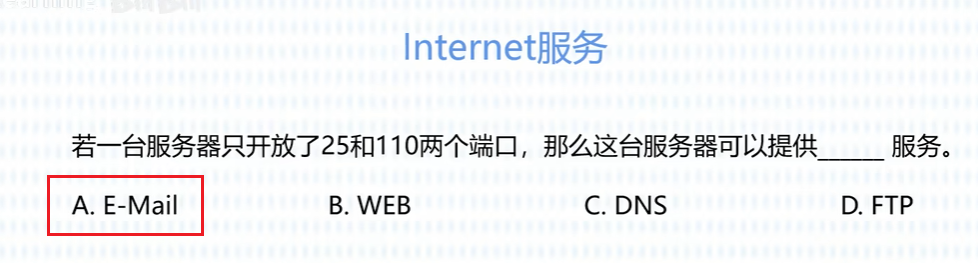 Internet服务
若一台服务器只开放了25和110两个端口，那么这台服务器可以提供______ 服务。
A. E-Mail B. WEB C. DNS D. FTP